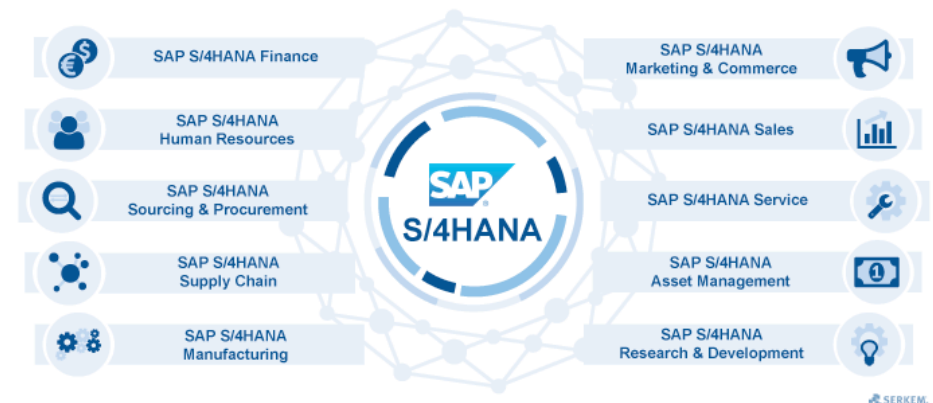 SAP S/4HANA Finance
SAP S/4HANA
Human Resources
SAP S/4HANA
Sourcing & Procurement
SAP S/4HANA
Supply Chain
SAP S/4HANA
Manufacturing
SAP
S/4HANA
SAP S/4HANA
Marketing & Commerce
SAP S/4HANA Sales
SAP S/4HANA Service
SAP S/4HANA
Asset Management
1
SAP S/4HANA
Research & Development
SERKEM.